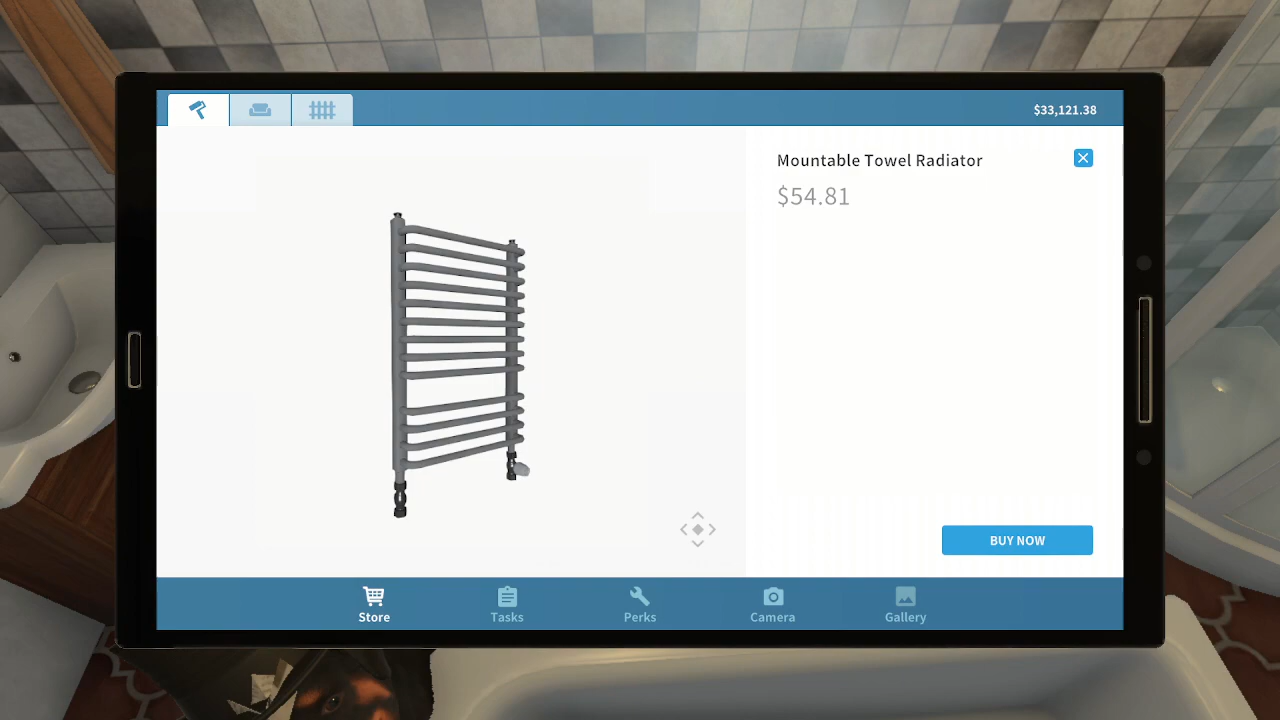 $33,121.38
Mountable Towel Radiator
$54.81
BUY NOW
Store
Tasks
Perks
Camera
Gallery